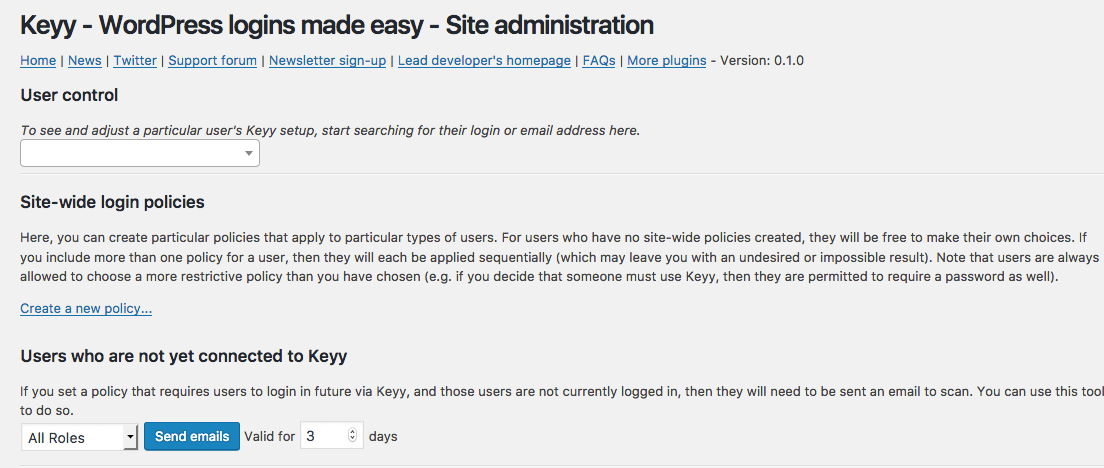 Keyy - WordPress logins made easy - Site administration
Home | News | Twitter | Support forum | Newsletter sign-up | Lead developer's homepage | FAQs | More plugins - Version: 0.1.0
User control
To see and adjust a particular user's Keyy setup, start searching for their login or email address here.
Site-wide login policies
Here, you can create particular policies that apply to particular types of users. For users who have no site-wide policies created, they will be free to make their own choices. If
you include more than one policy for a user, then they will each be applied sequentially (which may leave you with an undesired or impossible result). Note that users are always
allowed to choose a more restrictive policy than you have chosen (e.g. if you decide that someone must use Keyy, then they are permitted to require a password as well).
Create a new policy...
Users who are not yet connected to Keyy
If you set a policy that requires users to login in future via Keyy, and those users are not currently logged in, then they will need to be sent an email to scan. You can use this tool
to do so.
All Roles Send emails Valid for 3 days